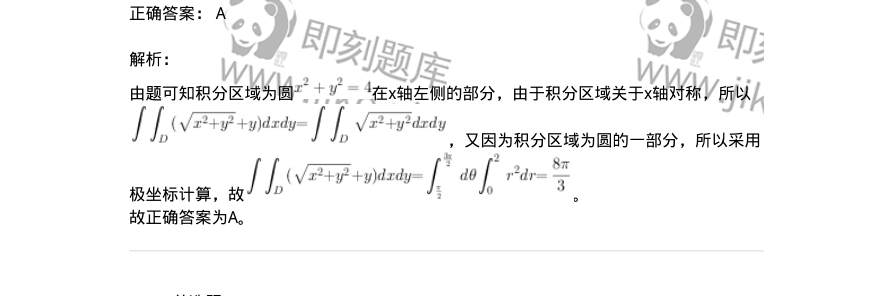 正确答案： A
即刻题库
即
WWW.JIK
www.jik
解析：
由题可知积分区域为圆x² + y² = 4在x轴左侧的部分，由于积分区域关于x轴对称，所以
∫∫_D (√(x²+y²)+y)dxdy=∫∫_D √(x²+y²)dxdy，又因为积分区域为圆的一部分，所以采用
极坐标计算，故∫∫_D (√(x²+y²)+y)dxdy=∫_{π/2}^{3π/2} dθ∫_0^2 r²dr= 8π/3。
故正确答案为A。